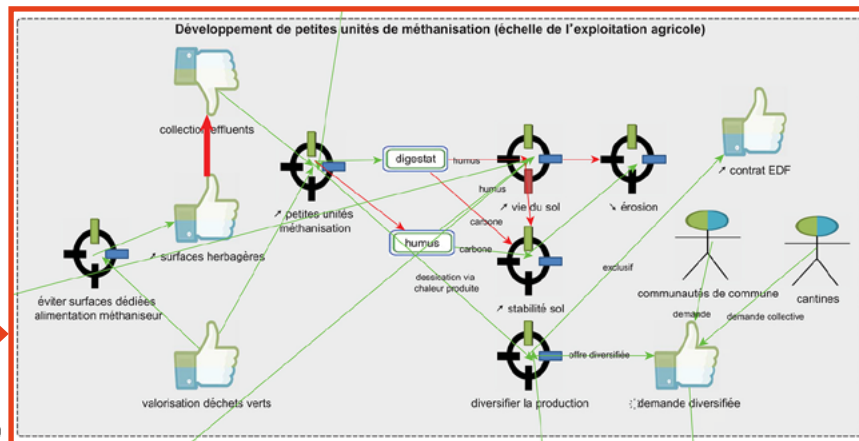 Développement de petites unités de méthanisation (échelle de l'exploitation agricole)
collection effluents
digestat
humus
↗ contrat EDF
humus
↗ vie du sol
↘ érosion
↗ petites unités
méthanisation
carbone
↗ surfaces herbagères
humus
carbone
éviter surfaces dédiées
alimentation méthaniseur
dessication via
chaleur produite
↗ stabilité sol
exclusif
communautés de commune
cantines
demande
demande collective
offre diversifiée
valorisation déchets verts
diversifier la production
demande diversifiée